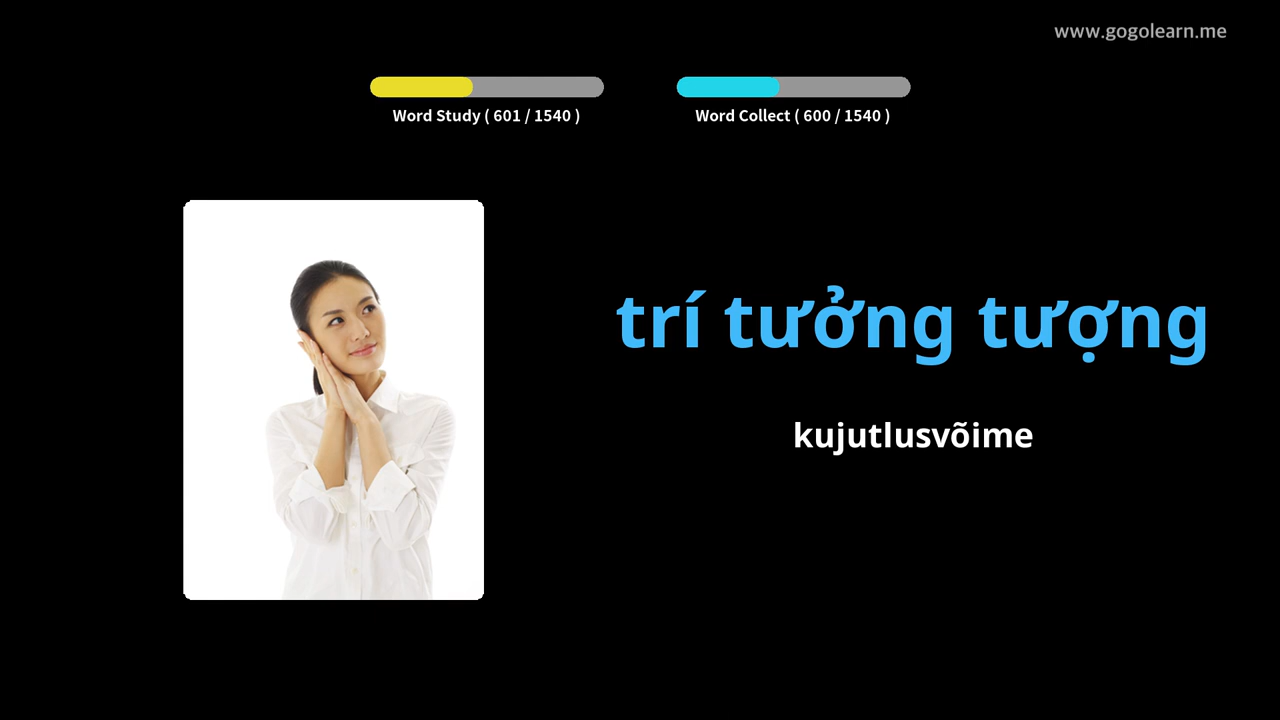 www.gogolearn.me
Word Study ( 601 / 1540 )
Word Collect ( 600 / 1540 )
trí tưởng tượng
kujutlusvõime